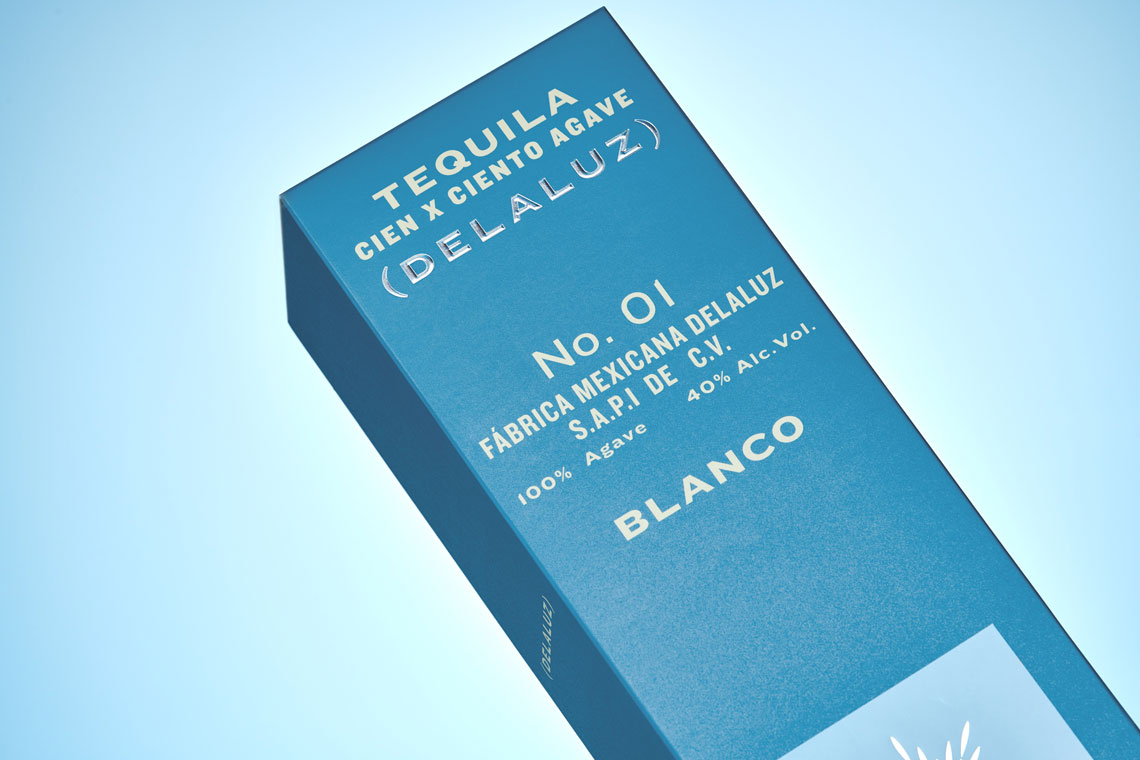 TEQUILA
CIEN X CIENTO AGAVE
(DELALUZ)
No. 01
FÁBRICA MEXICANA DELALUZ
S.A.P.I DE C.V.
100% Agave 40% Alc.Vol.
BLANCO
(DELALUZ)